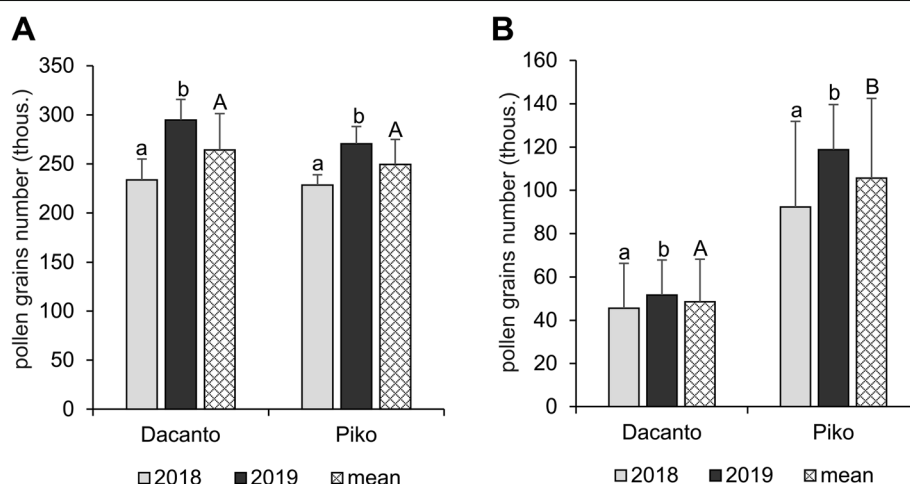 A
pollen grains number (thous.)
350
300
250
200
150
100
50
0
a
b
A
a
b
A
Dacanto
Piko
2018
2019
mean
B
pollen grains number (thous.)
160
140
120
100
80
60
40
20
0
a
b
A
a
b
B
Dacanto
Piko
2018
2019
mean